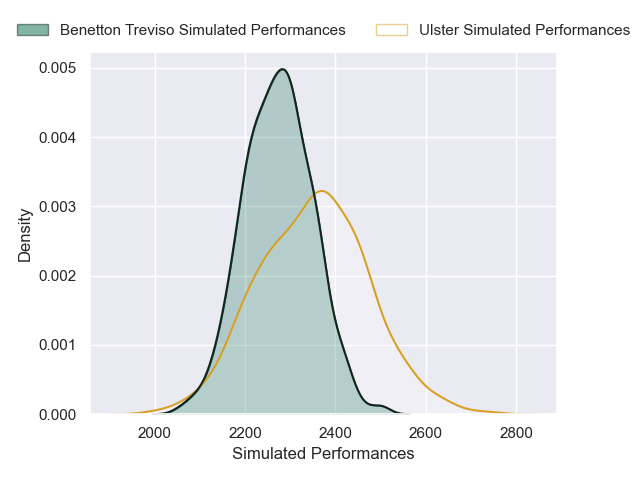 Benetton Treviso Simulated Performances Ulster Simulated Performances
0.005
0.004
0.003
0.002
0.001
0.000
Density
2000 2200 2400 2600 2800
Simulated Performances